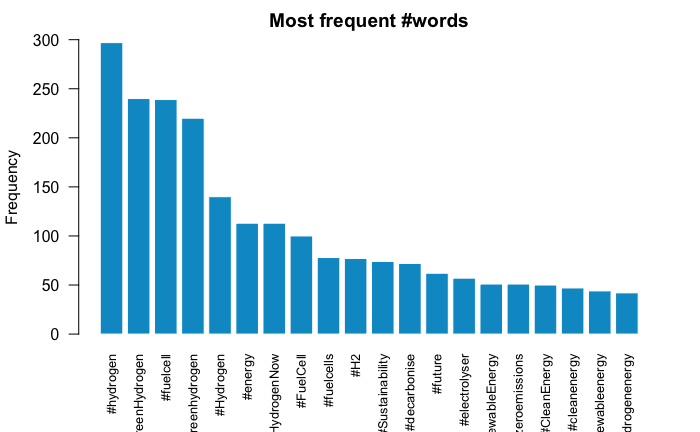 Most frequent #words
Frequency
300
250
200
150
100
50
0
#hydrogen
reenHydrogen
#fuelcell
reenhydrogen
#Hydrogen
#energy
HydrogenNow
#FuelCell
#fuelcells
#H2
#Sustainability
#decarbonise
#future
#electrolyser
ewableEnergy
zeroemissions
#CleanEnergy
#cleanenergy
ewableenergy
drogenenergy